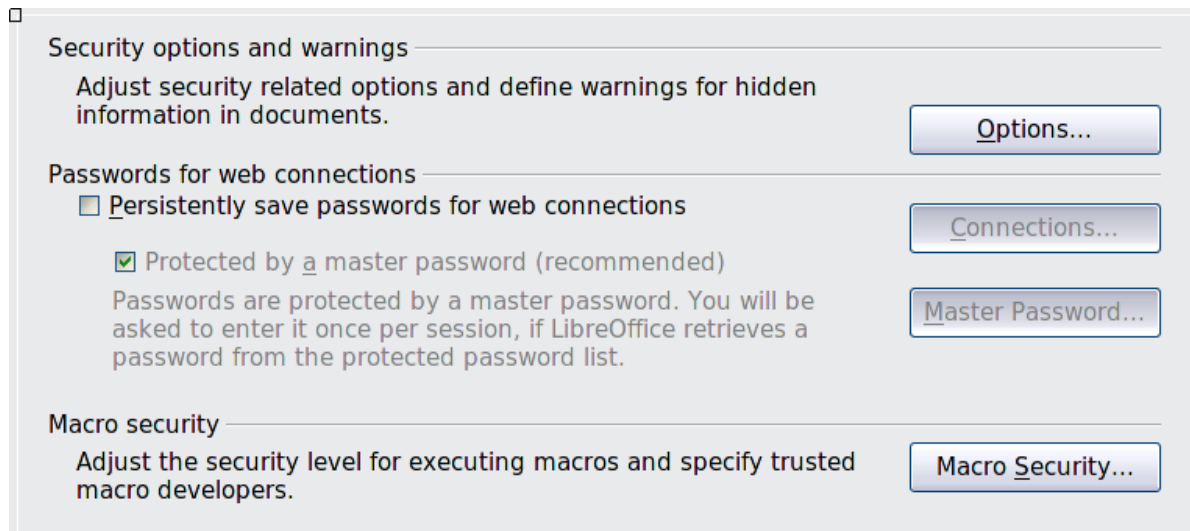 Security options and warnings
Adjust security related options and define warnings for hidden
information in documents.
Options...
Passwords for web connections
Persistently save passwords for web connections
Connections...
Protected by a master password (recommended)
Passwords are protected by a master password. You will be
asked to enter it once per session, if LibreOffice retrieves a
password from the protected password list.
Master Password...
Macro security
Adjust the security level for executing macros and specify trusted
macro developers.
Macro Security...